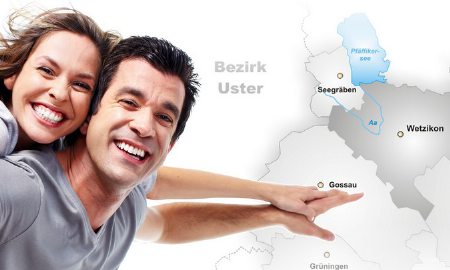 Pfäffiker-
see
Bezirk
Uster
Seegräben
Aa
Wetzikon
Gossau
Grüningen